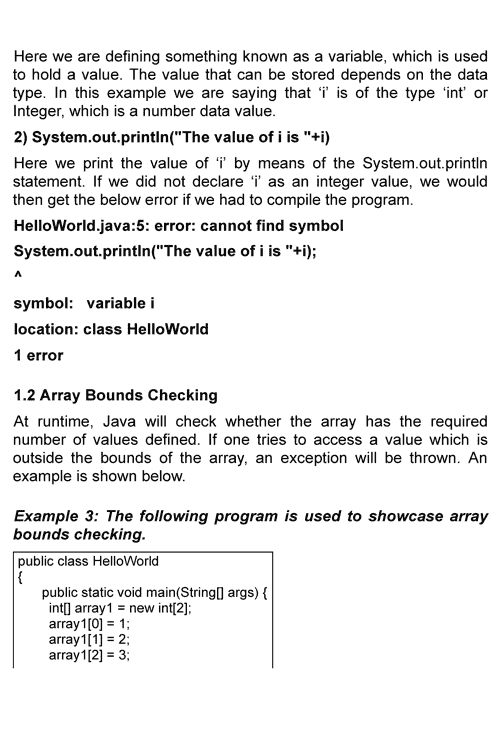 Here we are defining something known as a variable, which is used
to hold a value. The value that can be stored depends on the data
type. In this example we are saying that ‘i’ is of the type ‘int’ or
Integer, which is a number data value.
2) System.out.println("The value of i is "+i)
Here we print the value of ‘i’ by means of the System.out.println
statement. If we did not declare ‘i’ as an integer value, we would
then get the below error if we had to compile the program.
HelloWorld.java:5: error: cannot find symbol
System.out.println("The value of i is "+i);
^
symbol: variable i
location: class HelloWorld
1 error
1.2 Array Bounds Checking
At runtime, Java will check whether the array has the required
number of values defined. If one tries to access a value which is
outside the bounds of the array, an exception will be thrown. An
example is shown below.
Example 3: The following program is used to showcase array
bounds checking.
public class HelloWorld
{
public static void main(String[] args) {
int[] array1 = new int[2];
array1[0] = 1;
array1[1] = 2;
array1[2] = 3;